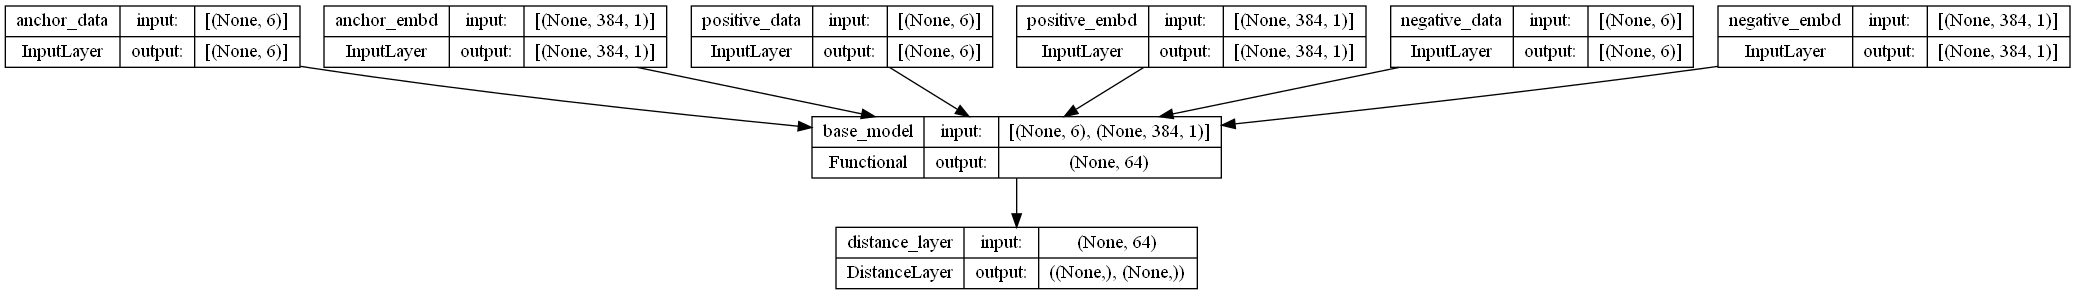 anchor_data input: [(None, 6)]
InputLayer output: [(None, 6)]
anchor_embd input: [(None, 384, 1)]
InputLayer output: [(None, 384, 1)]
positive_data input: [(None, 6)]
InputLayer output: [(None, 6)]
positive_embd input: [(None, 384, 1)]
InputLayer output: [(None, 384, 1)]
negative_data input: [(None, 6)]
InputLayer output: [(None, 6)]
negative_embd input: [(None, 384, 1)]
InputLayer output: [(None, 384, 1)]
base_model input: [(None, 6), (None, 384, 1)]
Functional output: (None, 64)
distance_layer input: (None, 64)
DistanceLayer output: ((None,), (None,))